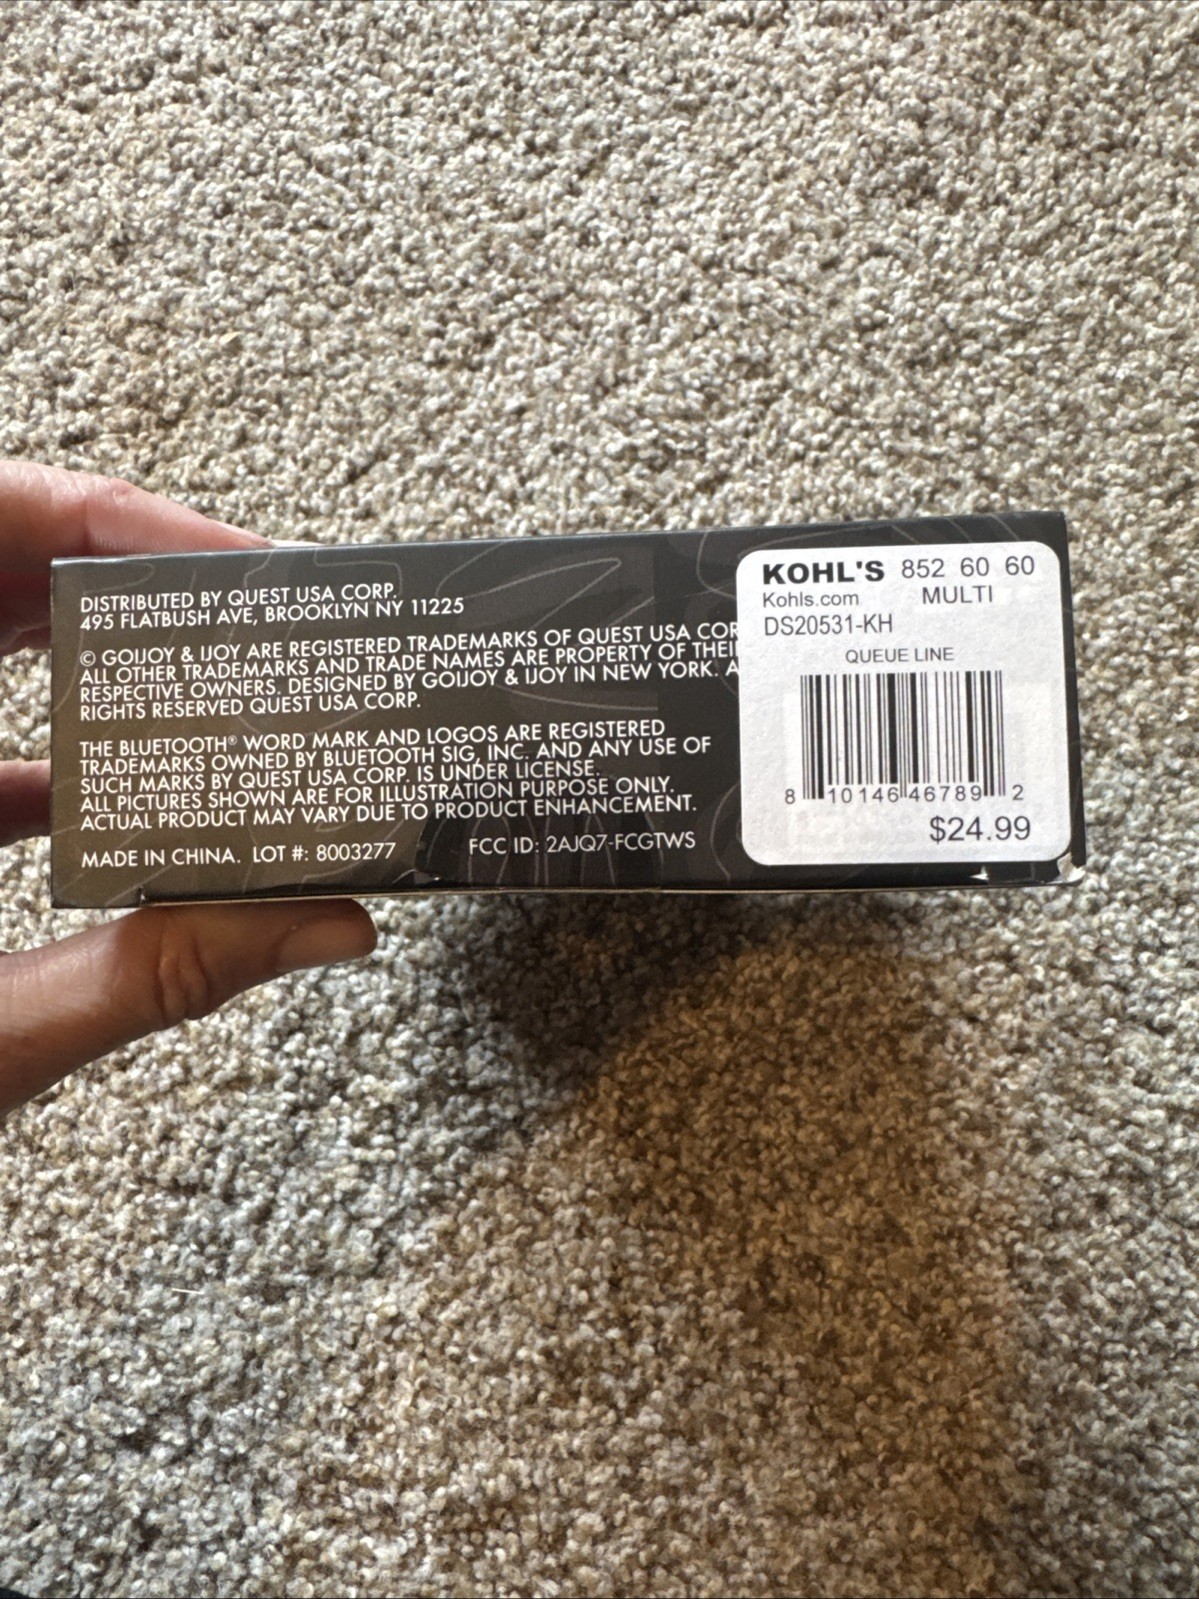 DISTRIBUTED BY QUEST USA CORP.
495 FLATBUSH AVE, BROOKLYN NY 11225
© GOIJOY & IJOY ARE REGISTERED TRADEMARKS OF QUEST USA COR
ALL OTHER TRADEMARKS AND TRADE NAMES ARE PROPERTY OF THEI
RESPECTIVE OWNERS. DESIGNED BY GOIJOY & IJOY IN NEW YORK. A
RIGHTS RESERVED QUEST USA CORP.
THE BLUETOOTH® WORD MARK AND LOGOS ARE REGISTERED
TRADEMARKS OWNED BY BLUETOOTH SIG, INC. AND ANY USE OF
SUCH MARKS BY QUEST USA CORP. IS UNDER LICENSE.
ALL PICTURES SHOWN ARE FOR ILLUSTRATION PURPOSE ONLY.
ACTUAL PRODUCT MAY VARY DUE TO PRODUCT ENHANCEMENT.
MADE IN CHINA. LOT #: 8003277 FCC ID: 2AJQ7-FCGTWS
KOHL'S 852 60 60
Kohls.com MULTI
DS20531-KH
QUEUE LINE
8 10146 46789 2
$24.99